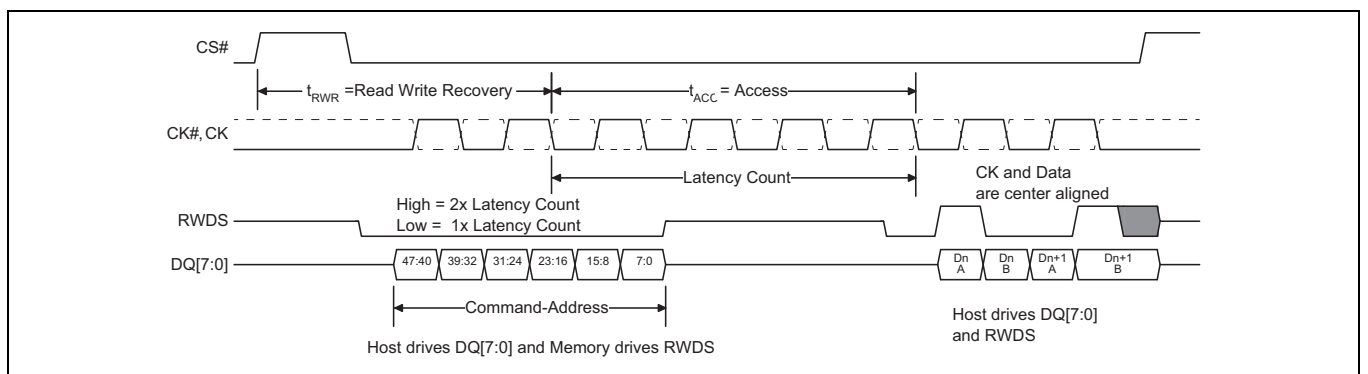 CS#
t_RWR =Read Write Recovery
t_ACC = Access
CK#, CK
Latency Count
CK and Data
are center aligned
High = 2x Latency Count
Low = 1x Latency Count
RWDS
DQ[7:0]
47:40 39:32 31:24 23:16 15:8 7:0
Dn
A
Dn
B
Dn+1
A
Dn+1
B
Command-Address
Host drives DQ[7:0]
and RWDS
Host drives DQ[7:0] and Memory drives RWDS